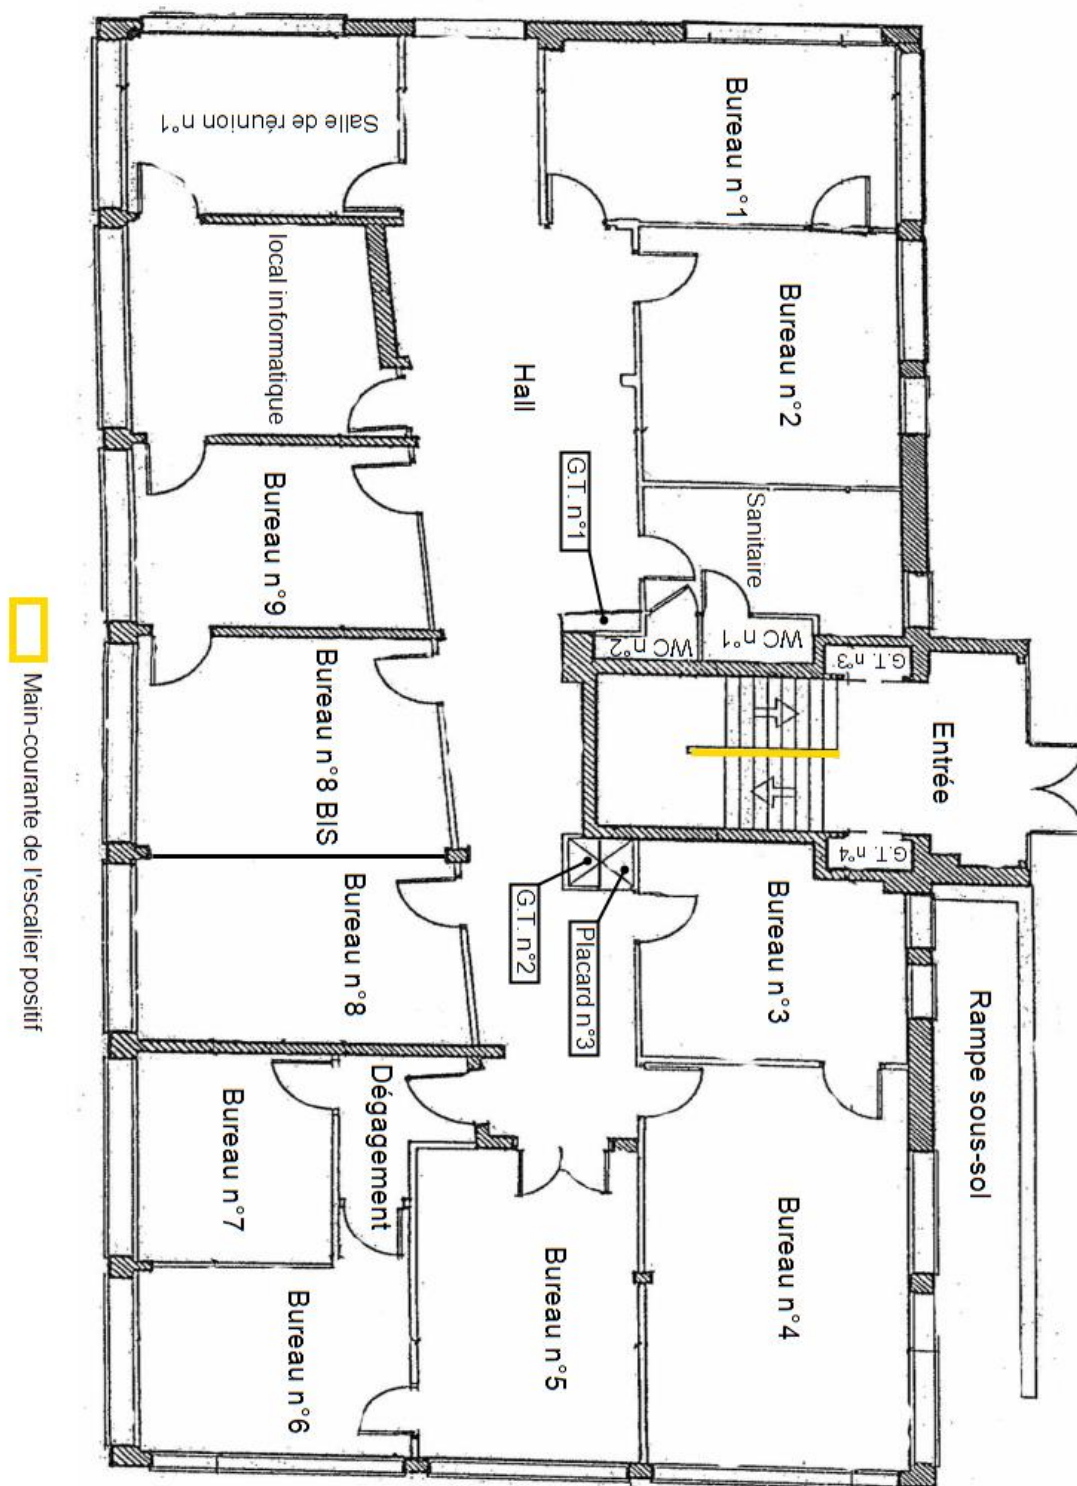 Salle de réunion n°1
Bureau n°1
local informatique
Bureau n°2
Hall
Bureau n°9
G.T. n°1
Sanitaire
WC n°2
WC n°1
G.T. n°3
Bureau n°8 BIS
Entrée
G.T. n°4
Bureau n°8
G.T. n°2
Placard n°3
Bureau n°3
Rampe sous-sol
Bureau n°7
Dégagement
Bureau n°6
Bureau n°5
Bureau n°4
Main-courante de l'escalier positif